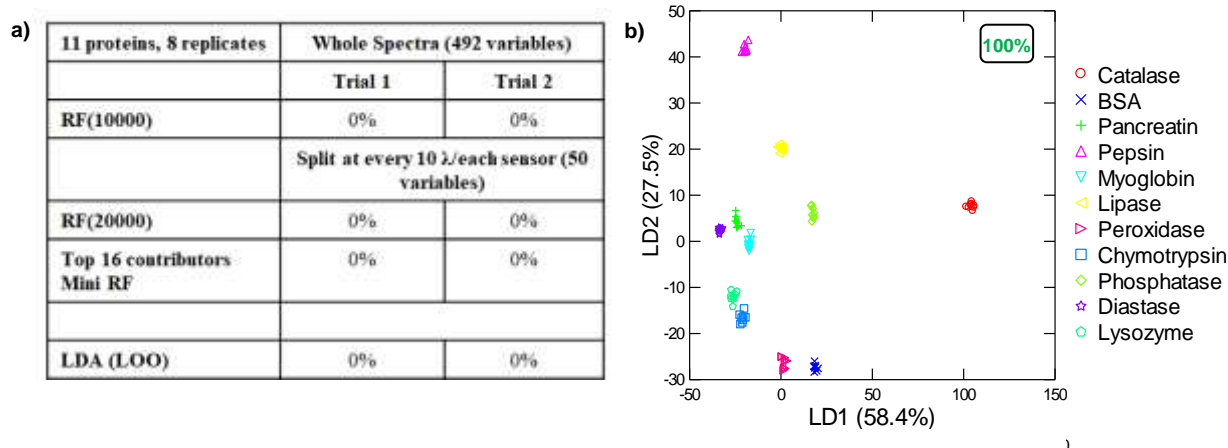 a)
11 proteins, 8 replicates Whole Spectra (492 variables)
Trial 1 Trial 2
RF(10000) 0% 0%
Split at every 10 λ/each sensor (50
variables)
RF(20000) 0% 0%
Top 16 contributors
Mini RF 0% 0%
LDA (LOO) 0% 0%
b)
100%
LD2 (27.5%)
50
40
30
20
10
0
-10
-20
-30
-50 0 50 100 150
LD1 (58.4%)
Catalase
BSA
Pancreatin
Pepsin
Myoglobin
Lipase
Peroxidase
Chymotrypsin
Phosphatase
Diastase
Lysozyme